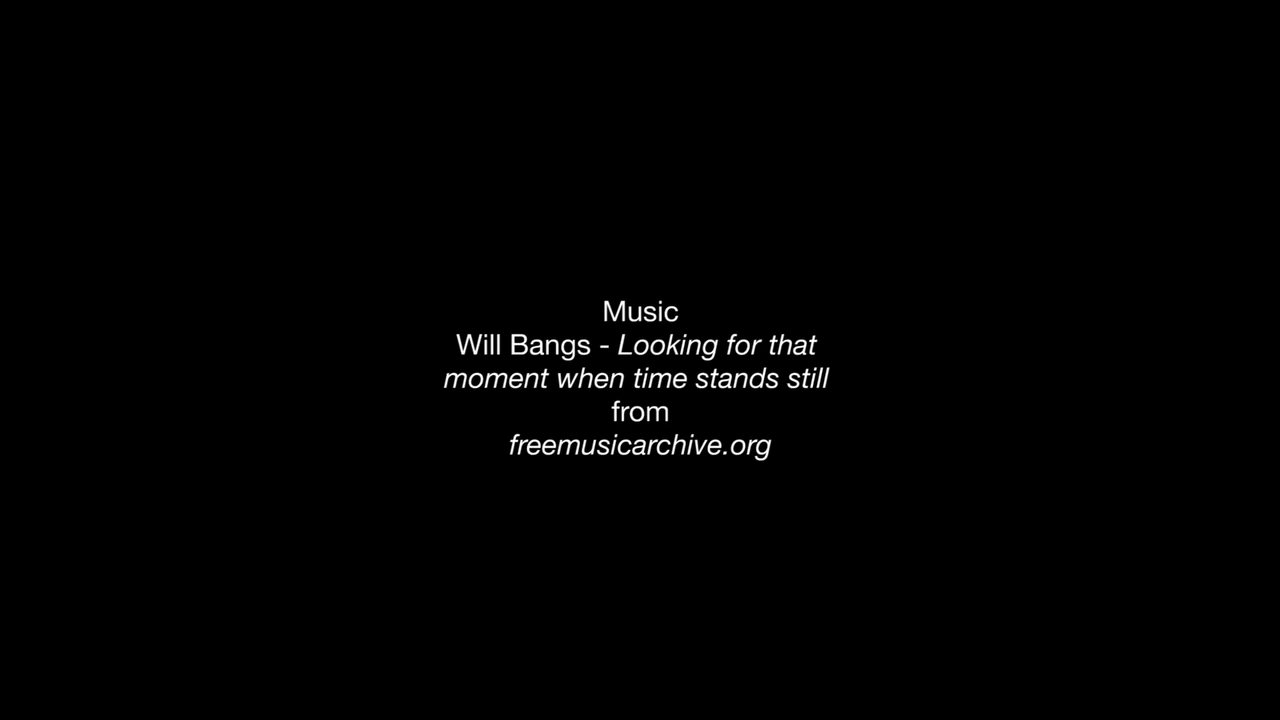 Music
Will Bangs - Looking for that
moment when time stands still
from
freemusicarchive.org